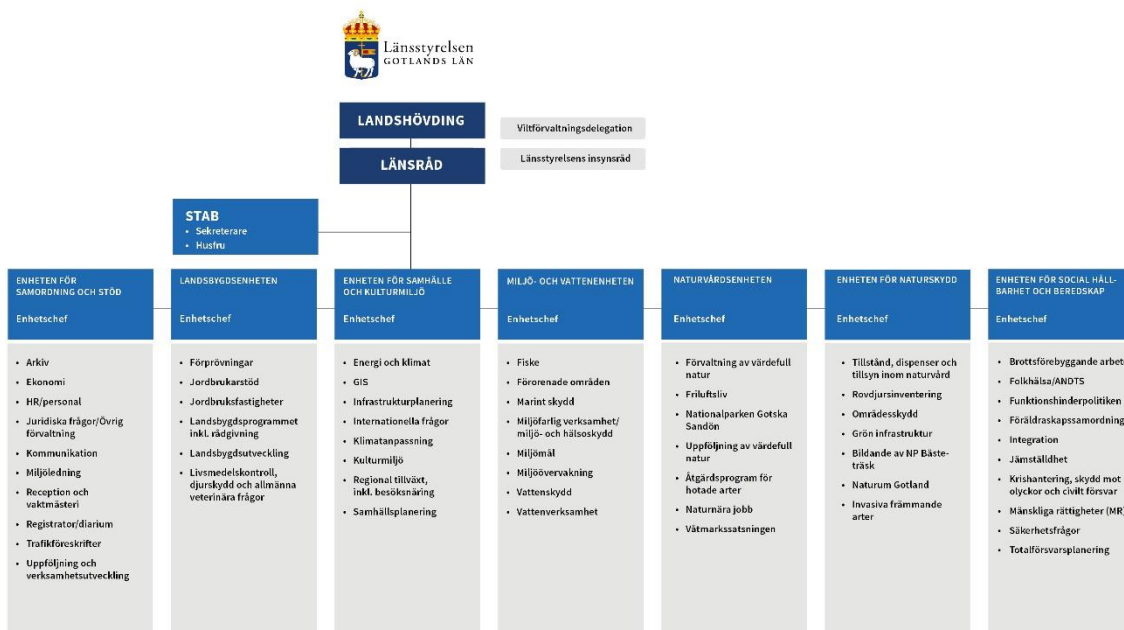 Länsstyrelsen
GOTLANDS LÄN
LANDSHÖVDING
Viltförvaltningsdelegation
LÄNSRÅD
Länsstyrelsens insynsråd
STAB
• Sekreterare
• Husfru
ENHETEN FÖR
SAMORDNING OCH STÖD
Enhetschef
• Arkiv
• Ekonomi
• HR/personal
• Juridiska frågor/Övrig
förvaltning
• Kommunikation
• Miljöledning
• Reception och
vaktmästeri
• Registrator/diarium
• Trafikföreskrifter
• Uppföljning och
verksamhetsutveckling
LANDSBYGDSENHETEN
Enhetschef
• Förprövningar
• Jordbrukarstöd
• Jordbruksfastigheter
• Landsbygdsprogrammet
inkl. rådgivning
• Landsbygdsutveckling
• Livsmedelskontroll,
djurskydd och allmänna
veterinära frågor
ENHETEN FÖR SAMHÄLLE
OCH KULTURMILJÖ
Enhetschef
• Energi och klimat
• GIS
• Infrastrukturplanering
• Internationella frågor
• Klimatanpassning
• Kulturmiljö
• Regional tillväxt,
inkl. besöksnäring
• Samhällsplanering
MILJÖ- OCH VATTENENHETEN
Enhetschef
• Fiske
• Förorenade områden
• Marint skydd
• Miljöfarlig verksamhet/
miljö- och hälsoskydd
• Miljömål
• Miljöövervakning
• Vattenskydd
• Vattenverksamhet
NATURVÅRDSENHETEN
Enhetschef
• Förvaltning av värdefull
natur
• Friluftsliv
• Nationalparken Gotska
Sandön
• Uppföljning av värdefull
natur
• Åtgärdsprogram för
hotade arter
• Naturnära jobb
• Våtmarkssatsningen
ENHETEN FÖR NATURSKYDD
Enhetschef
• Tillstånd, dispenser och
tillsyn inom naturvård
• Rovdjursinventering
• Områdesskydd
• Grön infrastruktur
• Bildande av NP Bäste-
träsk
• Naturum Gotland
• Invasiva främmande
arter
ENHETEN FÖR SOCIAL HÅLL-
BARHET OCH BEREDSKAP
Enhetschef
• Brottsförebyggande arbete
• Folkhälsa/ANDTS
• Funktionshinderpolitiken
• Föräldraskapssamordning
• Integration
• Jämställdhet
• Krishantering, skydd mot
olyckor och civilt försvar
• Mänskliga rättigheter (MR)
• Säkerhetsfrågor
• Totalförsvarsplanering